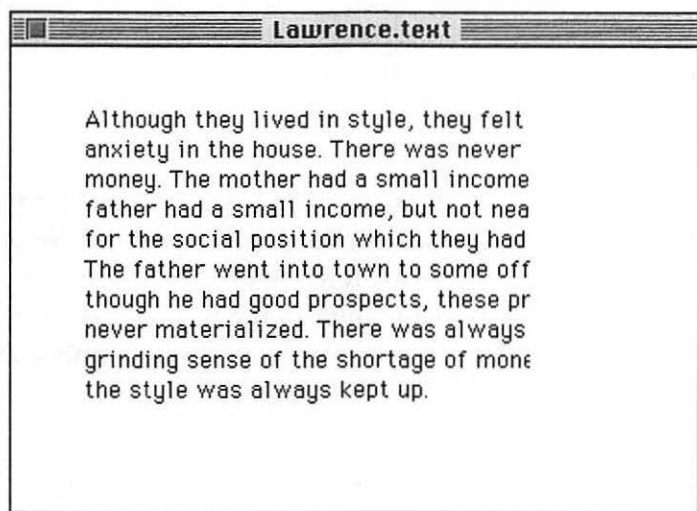 Lawrence.text
Although they lived in style, they felt
anxiety in the house. There was never
money. The mother had a small income
father had a small income, but not nea
for the social position which they had
The father went into town to some off
though he had good prospects, these pr
never materialized. There was always
grinding sense of the shortage of mone
the style was always kept up.